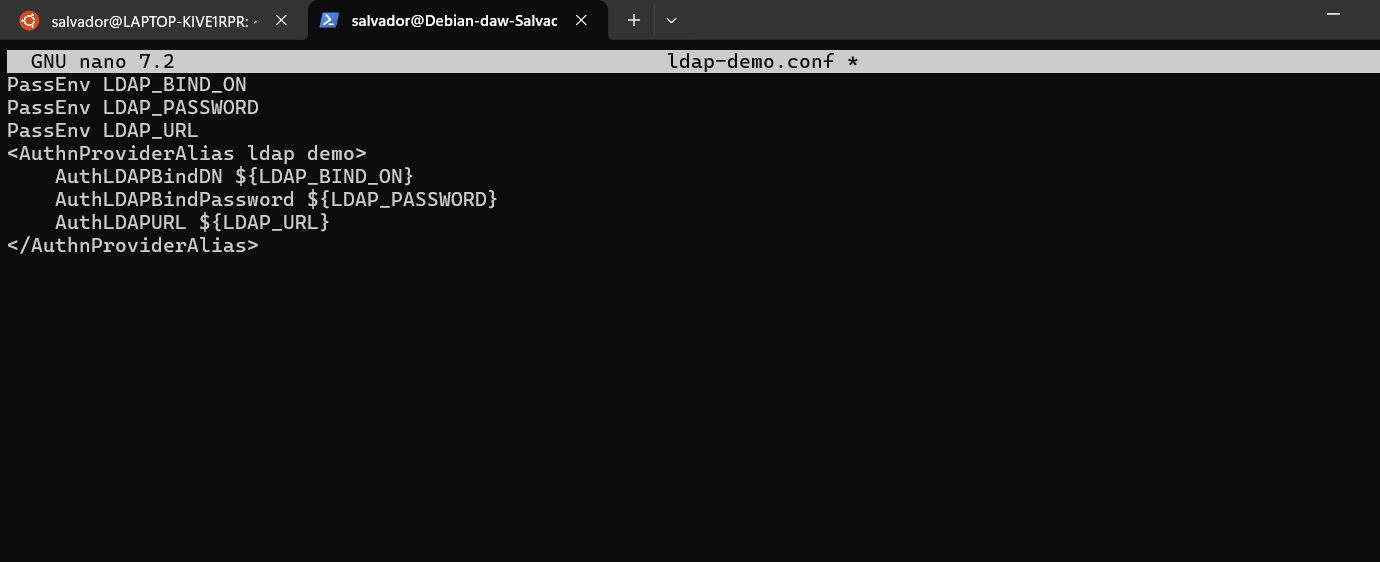 salvador@LAPTOP-KIVE1RPR: ~
salvador@Debian-daw-Salvac
GNU nano 7.2 ldap-demo.conf *
PassEnv LDAP_BIND_ON
PassEnv LDAP_PASSWORD
PassEnv LDAP_URL
<AuthnProviderAlias ldap demo>
    AuthLDAPBindDN ${LDAP_BIND_ON}
    AuthLDAPBindPassword ${LDAP_PASSWORD}
    AuthLDAPURL ${LDAP_URL}
</AuthnProviderAlias>